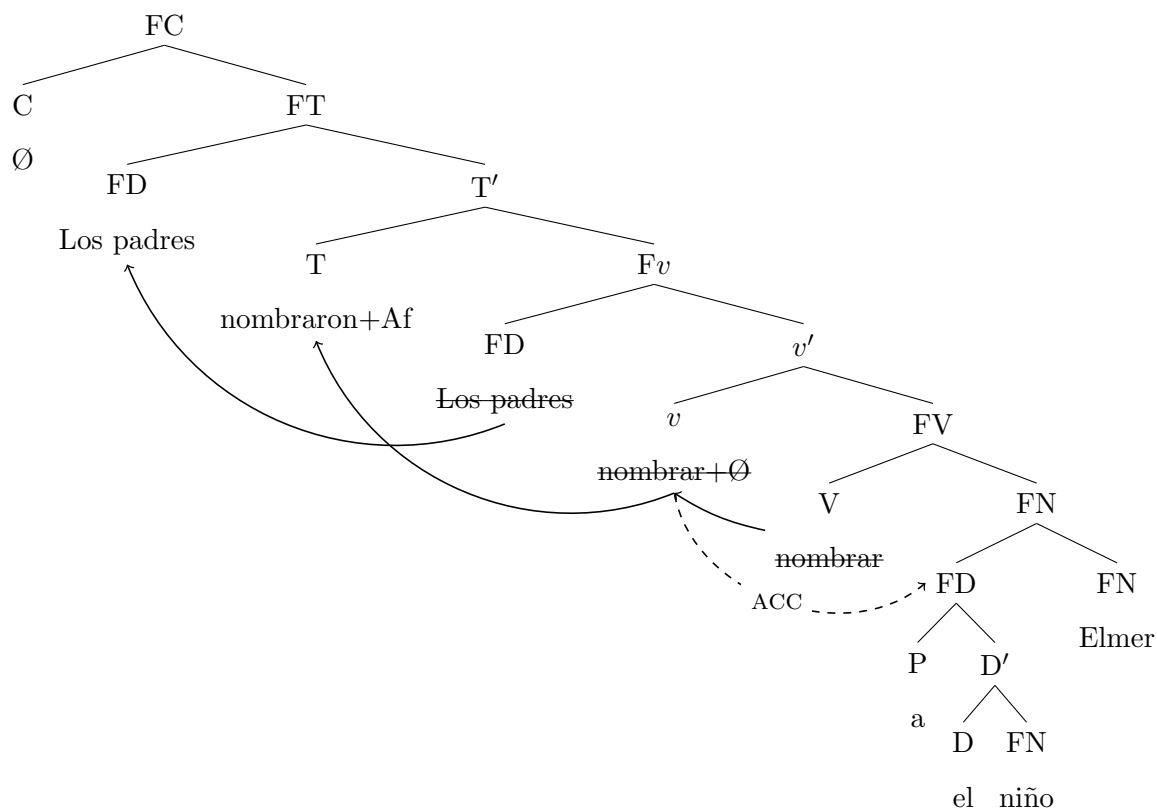 FC
C FT
Ø
FD T′
Los padres
T Fv
nombraron+Af
FD v′
Los padres
v FV
nombrar+Ø
V FN
nombrar
FD FN
ACC
Elmer
P D′
a
D FN
el niño